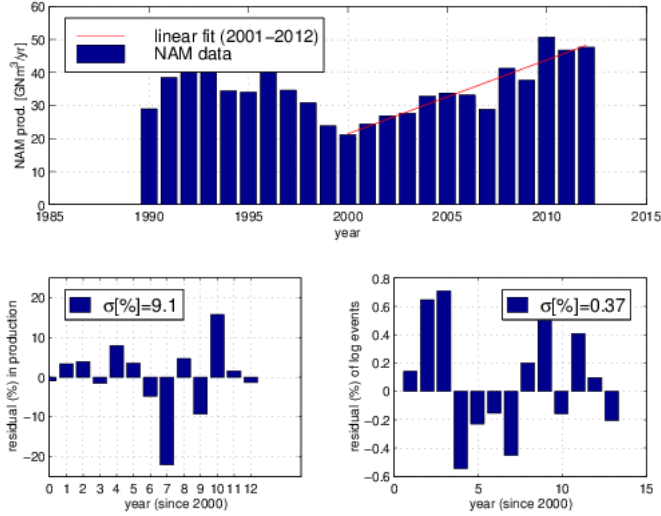 60
50
40
30
20
10
0
NAM prod. [GNm³/yr]
linear fit (2001−2012)
NAM data
1985 1990 1995 2000 2005 2010 2015
year
20
10
0
−10
−20
residual (%) in production
σ[%]=9.1
0 1 2 3 4 5 6 7 8 9 10 11 12
year (since 2000)
0.8
0.6
0.4
0.2
0
−0.2
−0.4
−0.6
residual (%) of log events
σ[%]=0.37
0 5 10 15
year (since 2000)